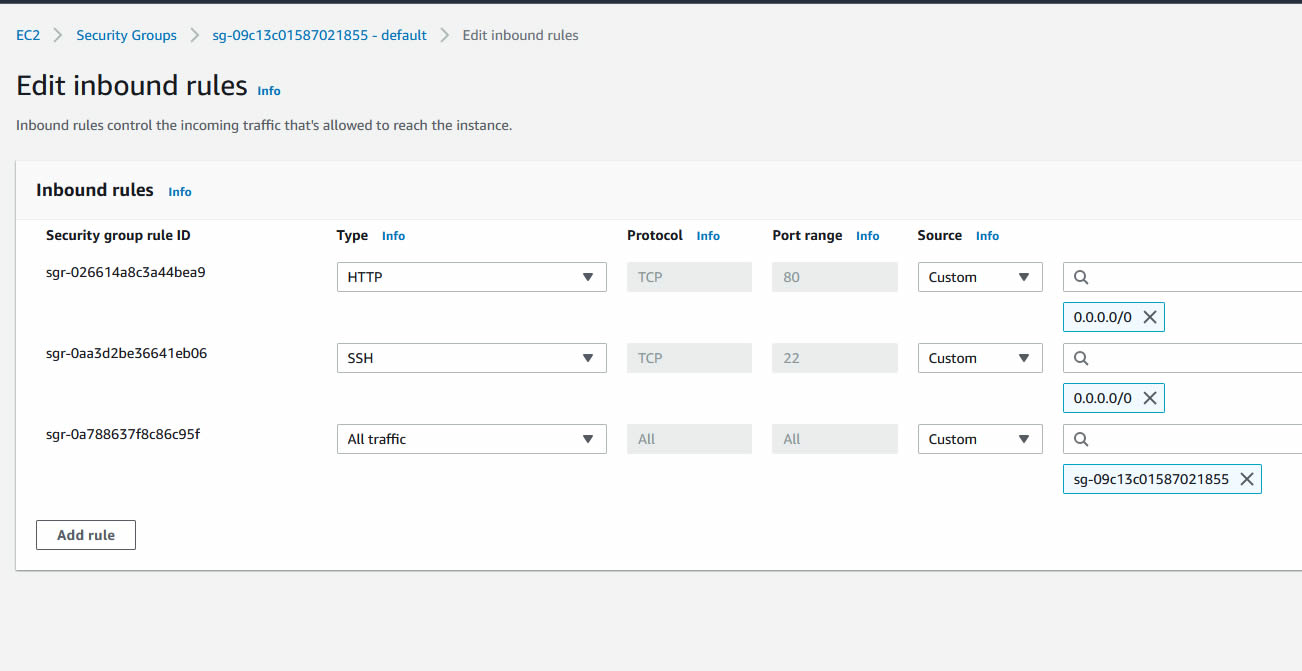 EC2 > Security Groups > sg-09c13c01587021855 - default > Edit inbound rules
Edit inbound rules Info
Inbound rules control the incoming traffic that's allowed to reach the instance.
Inbound rules Info
Security group rule ID Type Info Protocol Info Port range Info Source Info
sgr-026614a8c3a44bea9 HTTP TCP 80 Custom
0.0.0.0/0
sgr-0aa3d2be36641eb06 SSH TCP 22 Custom
0.0.0.0/0
sgr-0a788637f8c86c95f All traffic All All Custom
sg-09c13c01587021855
Add rule